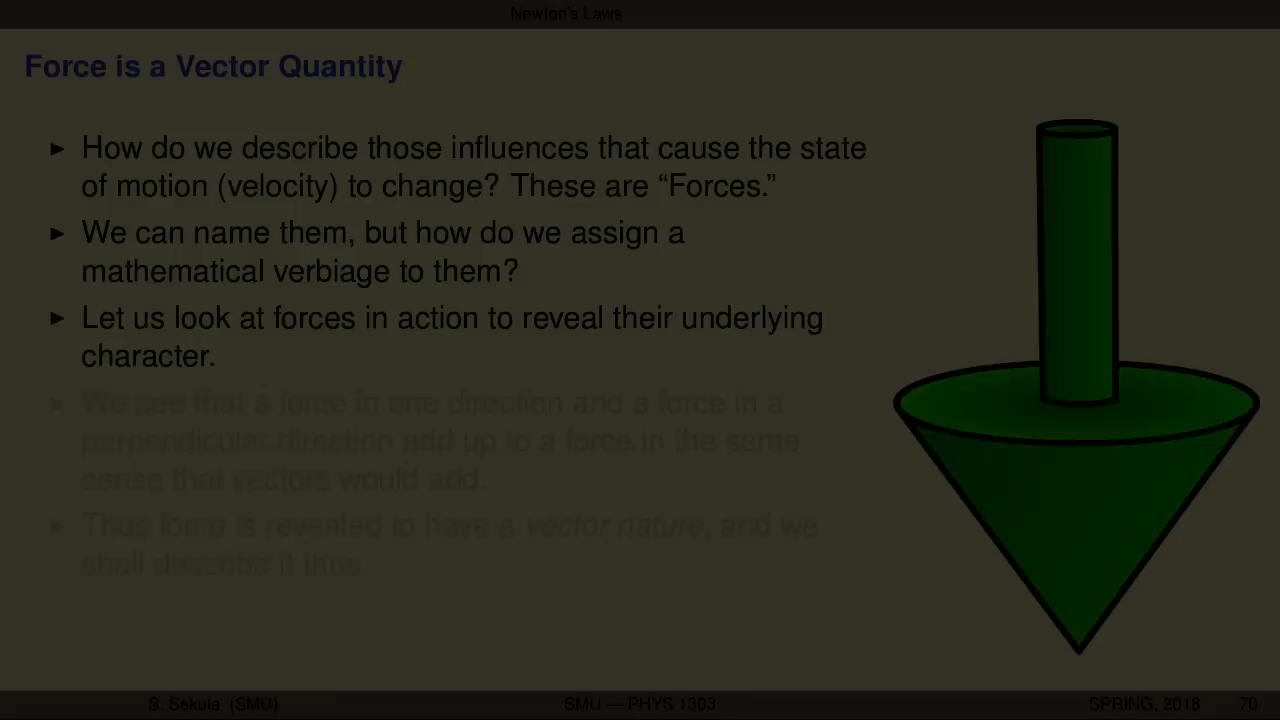 Newton's Laws
Force is a Vector Quantity
► How do we describe those influences that cause the state
of motion (velocity) to change? These are “Forces.”
► We can name them, but how do we assign a
mathematical verbiage to them?
► Let us look at forces in action to reveal their underlying
character.
► We see that a force in one direction and a force in a
perpendicular direction add up to a force in the same
sense that vectors would add.
► Thus force is revealed to have a vector nature, and we
shall describe it thus.
S. Sekula (SMU) SMU — PHYS 1303 SPRING, 2018 70